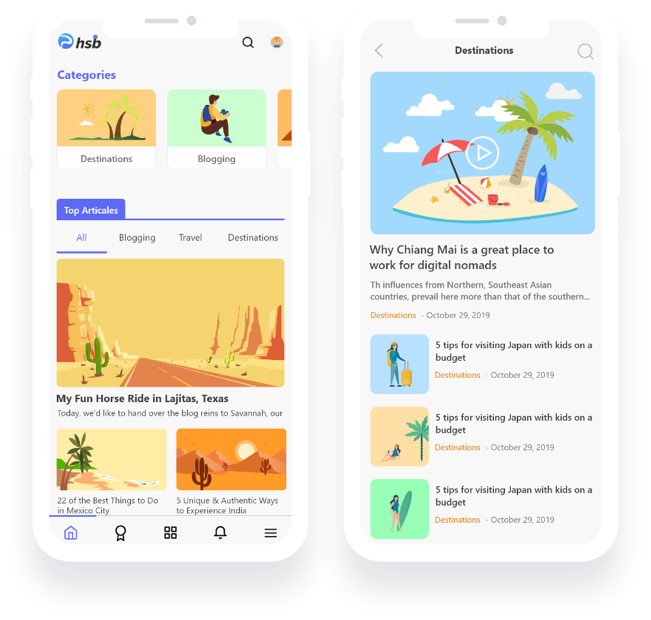 hsb
Categories
Destinations
Blogging
Top Articales
All Blogging Travel Destinations
My Fun Horse Ride in Lajitas, Texas
Today, we'd like to hand over the blog reins to Savannah, our
22 of the Best Things to Do
in Mexico City
5 Unique & Authentic Ways
to Experience India
Destinations
Why Chiang Mai is a great place to
work for digital nomads
Th influences from Northern, Southeast Asian
countries, prevail here more than that of the southern...
Destinations - October 29, 2019
5 tips for visiting Japan with kids on a
budget
Destinations - October 29, 2019
5 tips for visiting Japan with kids on a
budget
Destinations - October 29, 2019
5 tips for visiting Japan with kids on a
budget
Destinations - October 29, 2019